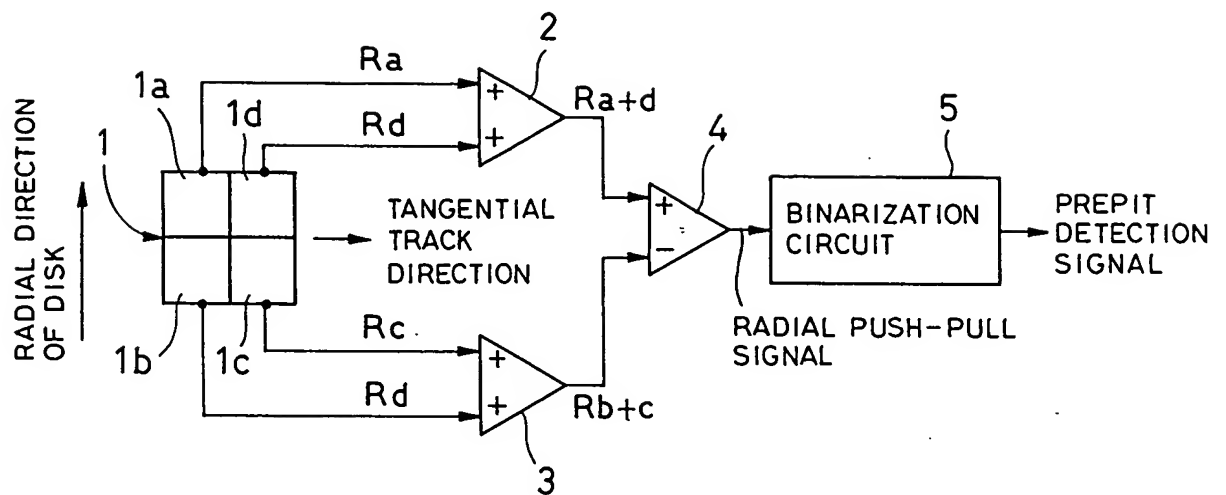 2
Ra
1a
Ra+d
5
1d
Rd
4
1
+
+
RADIAL DIRECTION
OF DISK
TANGENTIAL
TRACK
DIRECTION
+
−
BINARIZATION
CIRCUIT
PREPIT
DETECTION
SIGNAL
RADIAL PUSH-PULL
SIGNAL
1b
1c
Rc
Rd
+
+
Rb+c
3